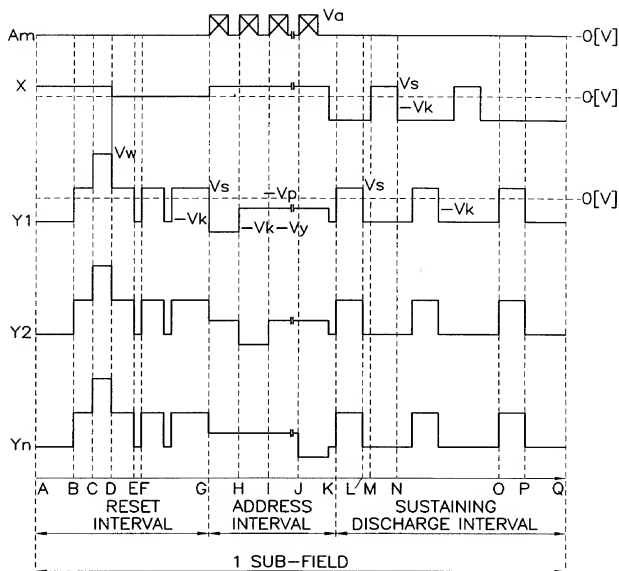 Am
Va
0[V]
X
Vs
0[V]
-Vk
Vw
Vs
-Vp
Vs
0[V]
Y1
-Vk
-Vk-Vy
-Vk
Y2
Yn
A B C D E F G H I J K L M N O P Q
RESET INTERVAL
ADDRESS INTERVAL
SUSTAINING DISCHARGE INTERVAL
1 SUB-FIELD